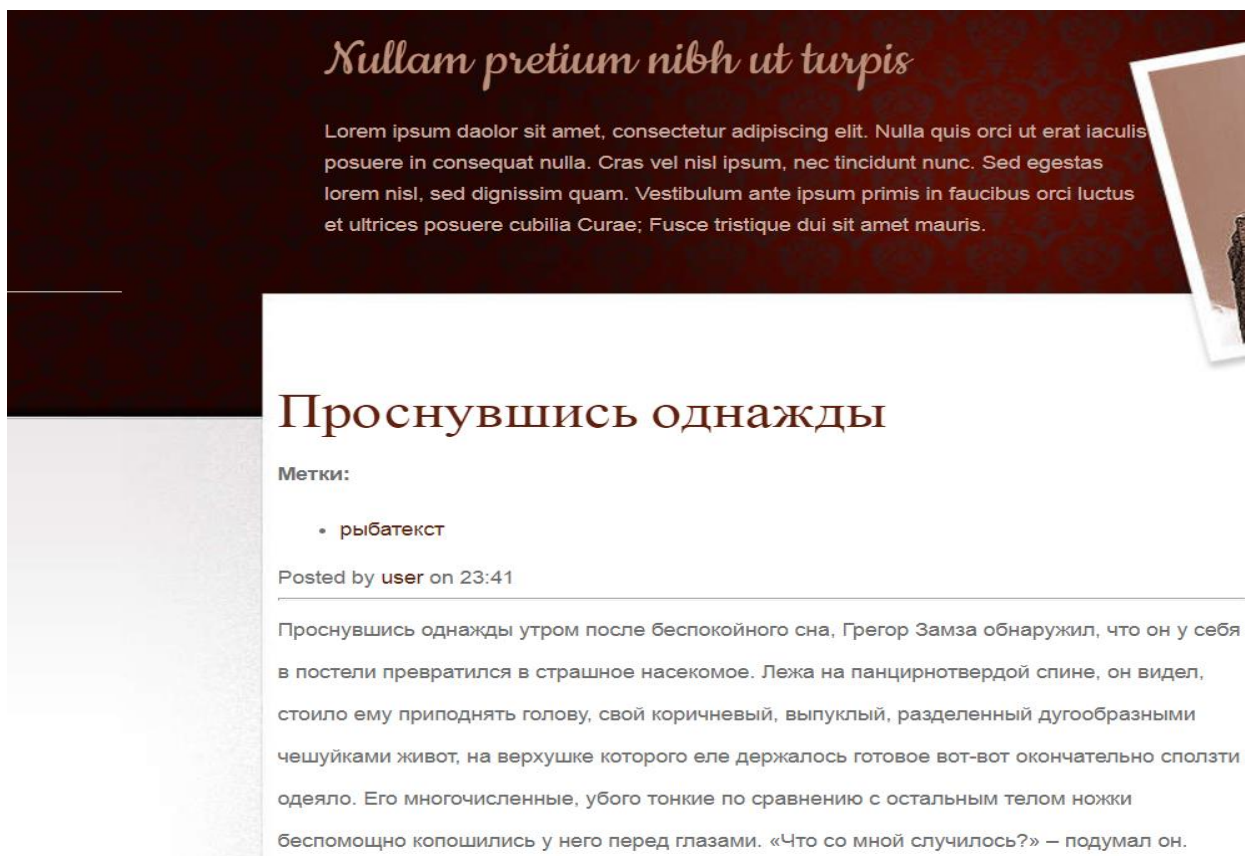 Nullam pretium nibh ut turpis
Lorem ipsum daolor sit amet, consectetur adipiscing elit. Nulla quis orci ut erat iaculis
posuere in consequat nulla. Cras vel nisl ipsum, nec tincidunt nunc. Sed egestas
lorem nisl, sed dignissim quam. Vestibulum ante ipsum primis in faucibus orci luctus
et ultrices posuere cubilia Curae; Fusce tristique dui sit amet mauris.
Проснувшись однажды
Метки:
• рыбатекст
Posted by user on 23:41
Проснувшись однажды утром после беспокойного сна, Грегор Замза обнаружил, что он у себя
в постели превратился в страшное насекомое. Лежа на панцирнотвердой спине, он видел,
стоило ему приподнять голову, свой коричневый, выпуклый, разделенный дугообразными
чешуйками живот, на верхушке которого еле держалось готовое вот-вот окончательно сползти
одеяло. Его многочисленные, убого тонкие по сравнению с остальным телом ножки
беспомощно копошились у него перед глазами. «Что со мной случилось?» – подумал он.